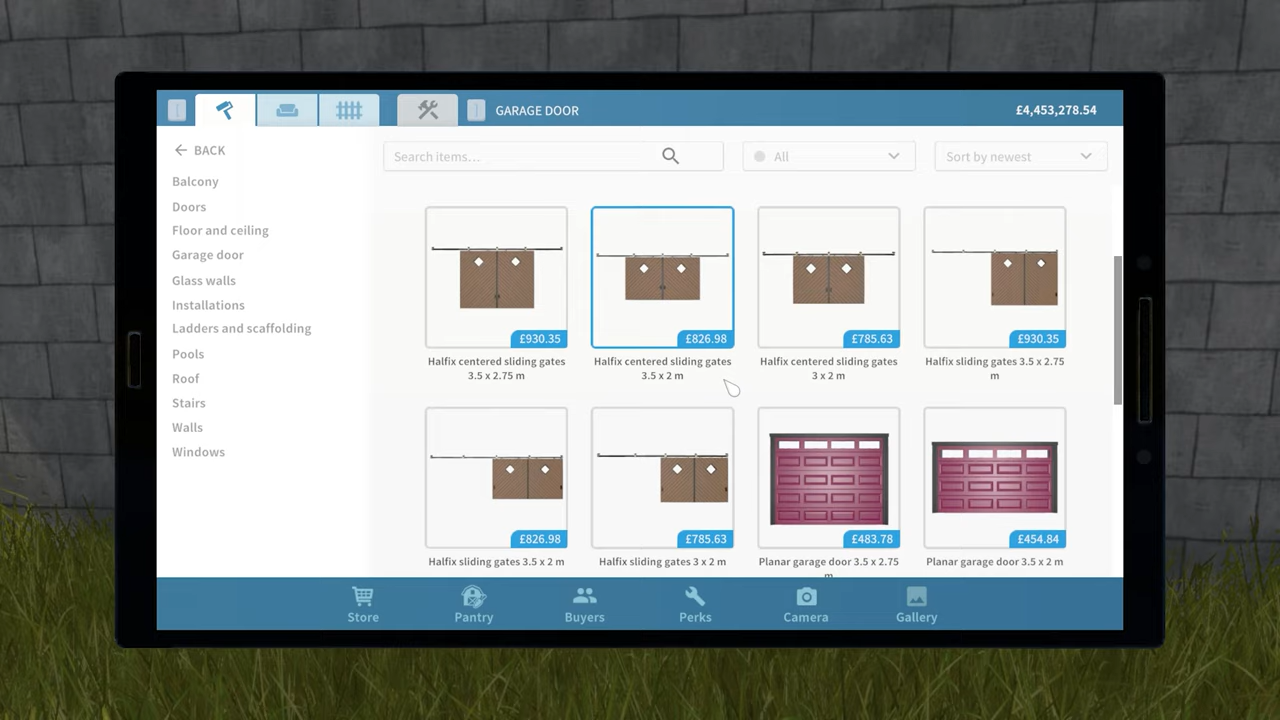 GARAGE DOOR
£4,453,278.54
BACK
Search items...
All
Sort by newest
Balcony
Doors
Floor and ceiling
Garage door
Glass walls
Installations
Ladders and scaffolding
Pools
Roof
Stairs
Walls
Windows
£930.35
£826.98
£785.63
£930.35
Halfix centered sliding gates
3.5 x 2.75 m
Halfix centered sliding gates
3.5 x 2 m
Halfix centered sliding gates
3 x 2 m
Halfix sliding gates 3.5 x 2.75
m
£826.98
£785.63
£483.78
£454.84
Halfix sliding gates 3.5 x 2 m
Halfix sliding gates 3 x 2 m
Planar garage door 3.5 x 2.75
m
Planar garage door 3.5 x 2 m
Store
Pantry
Buyers
Perks
Camera
Gallery